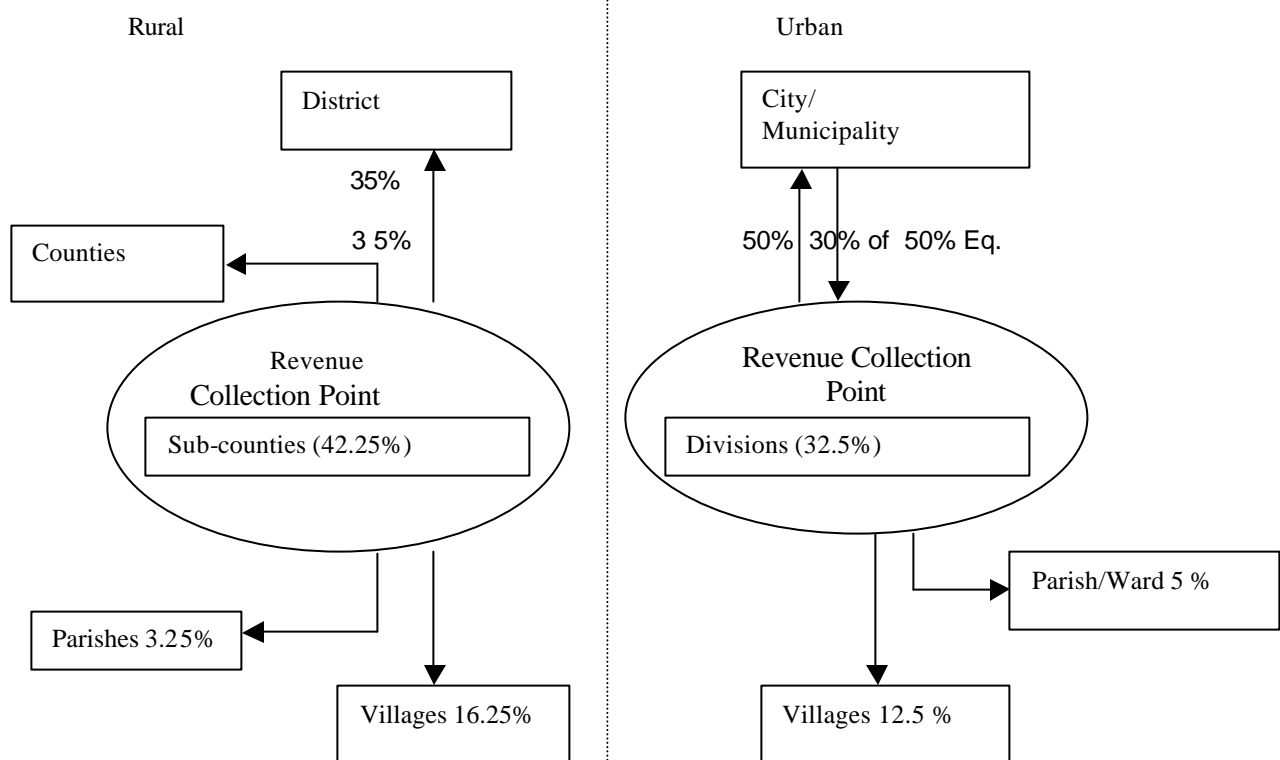 Rural
District
35%
3 5%
Counties
Revenue
Collection Point
Sub-counties (42.25%)
Parishes 3.25%
Villages 16.25%
Urban
City/
Municipality
50% 30% of 50% Eq.
Revenue Collection
Point
Divisions (32.5%)
Parish/Ward 5 %
Villages 12.5 %